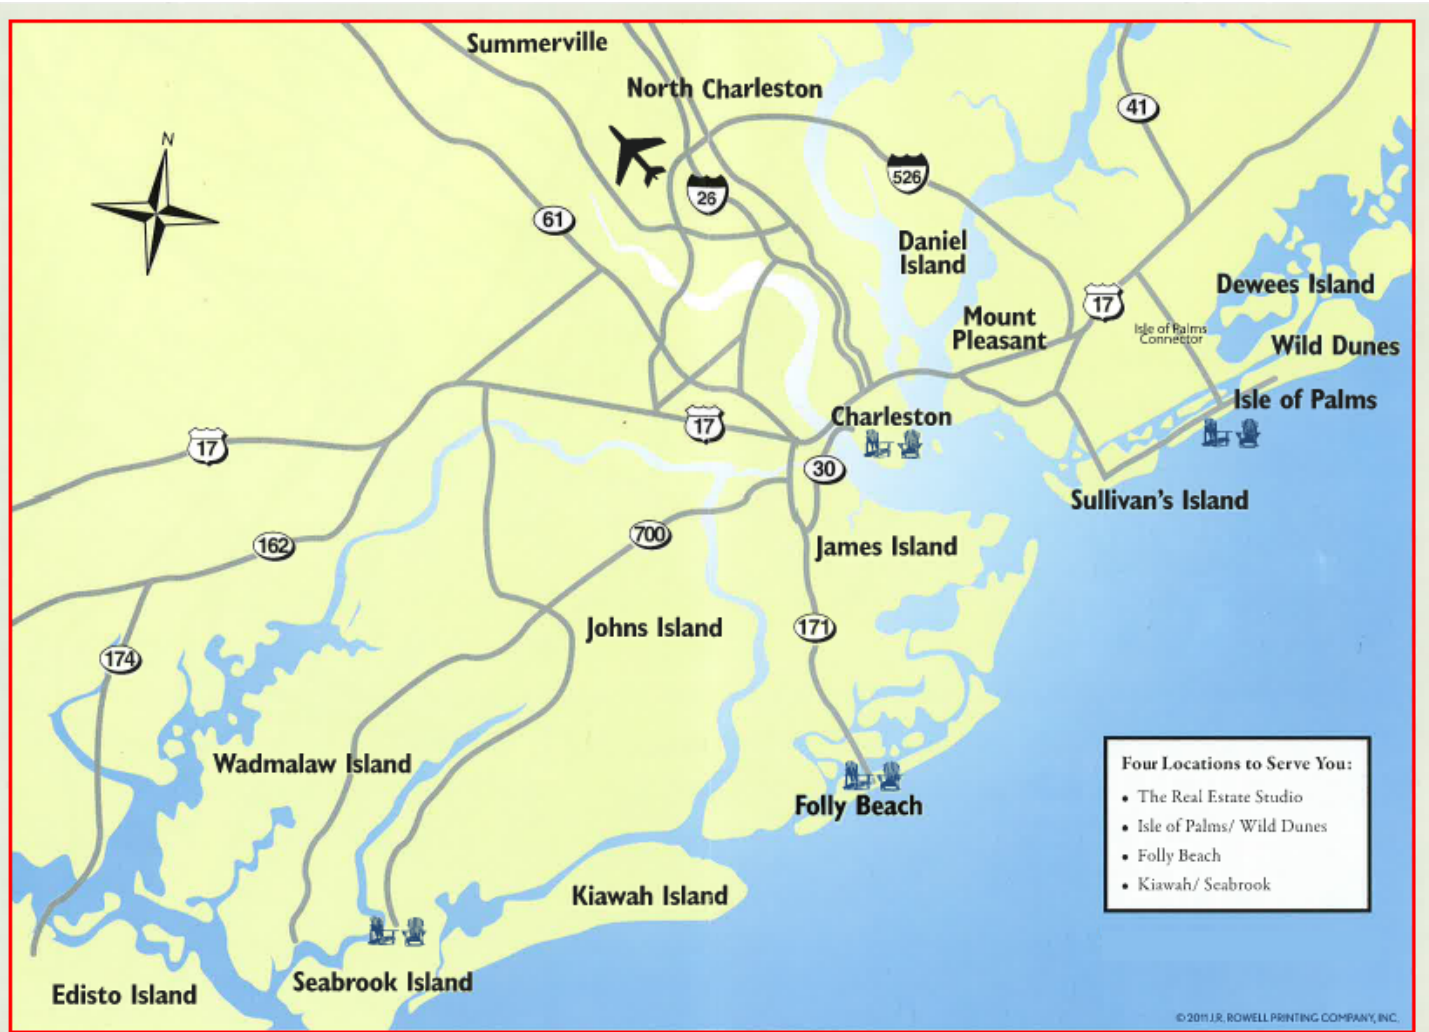 Summerville
North Charleston
N
41
26
526
61
Daniel
Island
Dewees Island
17
Mount
Pleasant
Isle of Palms
Connector
Wild Dunes
Isle of Palms
Charleston
17
17
30
Sullivan's Island
700
162
James Island
Johns Island
171
174
Wadmalaw Island
Folly Beach
Four Locations to Serve You:
• The Real Estate Studio
• Isle of Palms/ Wild Dunes
• Folly Beach
• Kiawah/ Seabrook
Kiawah Island
Seabrook Island
Edisto Island
© 2011 J.R. ROWELL PRINTING COMPANY, INC.